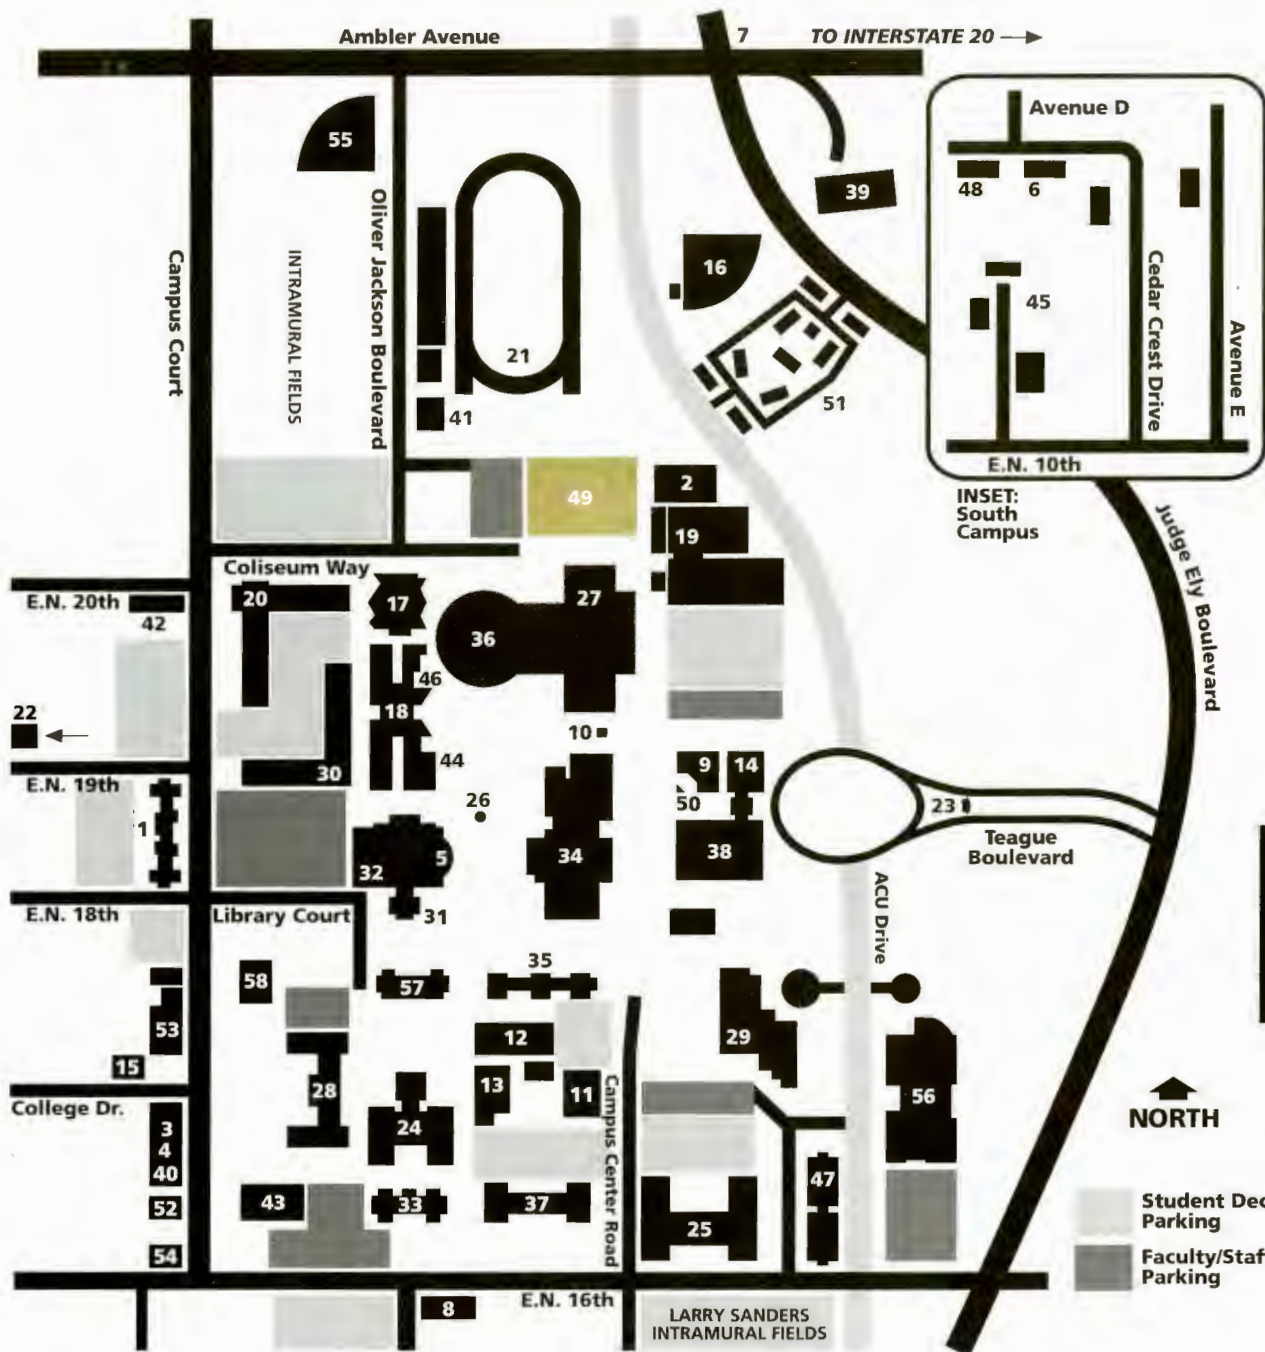 Ambler Avenue
7
TO INTERSTATE 20
55
Oliver Jackson Boulevard
Campus Court
INTRAMURAL FIELDS
21
41
39
16
51
Avenue D
48
6
45
Cedar Crest Drive
Avenue E
E.N. 10th
INSET:
South
Campus
49
2
19
Judge Ely Boulevard
Coliseum Way
E.N. 20th
42
20
17
36
27
46
18
22
10
44
30
E.N. 19th
26
9
14
50
23
1
32
5
34
38
Teague
Boulevard
E.N. 18th
Library Court
31
ACU Drive
35
58
57
53
12
29
15
28
13
11
Campus Center Road
56
College Dr.
NORTH
3
4
24
40
47
52
43
33
37
25
Student Dec
Parking
54
Faculty/Staf
Parking
E.N. 16th
8
LARRY SANDERS
INTRAMURAL FIELDS